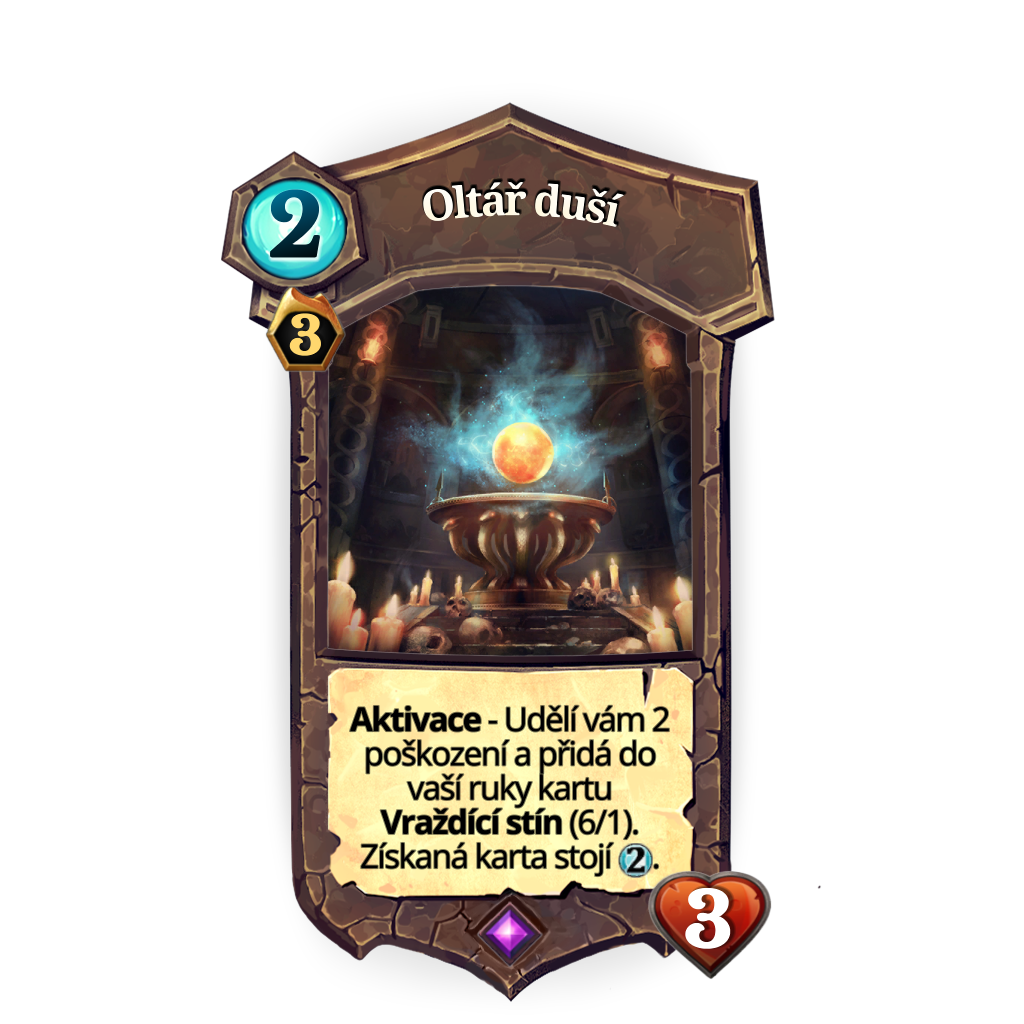 2
Oltář duší
3
Aktivace - Udělí vám 2
poškození a přidá do
vaší ruky kartu
Vraždící stín (6/1).
Získaná karta stojí 2.
3